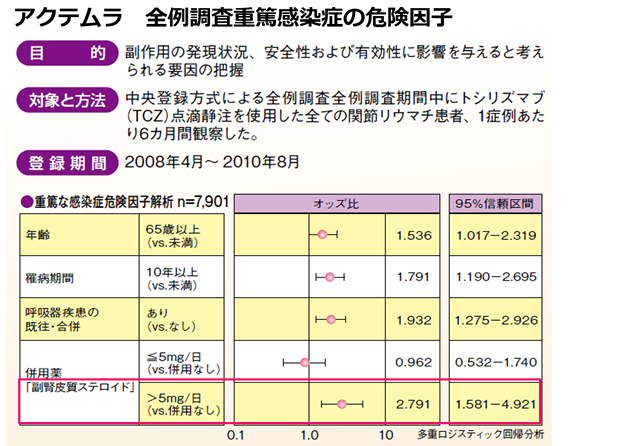 アクテムラ　全例調査重篤感染症の危険因子
目　的
副作用の発現状況、安全性および有効性に影響を与えると考え
られる要因の把握
対象と方法
中央登録方式による全例調査全例調査期間中にトシリズマブ
(TCZ)点滴静注を使用した全ての関節リウマチ患者、1症例あた
り6カ月間観察した。
登録期間
2008年4月〜2010年8月
●重篤な感染症危険因子解析 n=7,901
オッズ比
95%信頼区間
年齢
65歳以上
(vs.未満)
1.536
1.017−2.319
罹病期間
10年以上
(vs.未満)
1.791
1.190−2.695
呼吸器疾患の
既往・合併
あり
(vs.なし)
1.932
1.275−2.926
併用薬
「副腎皮質ステロイド」
≦5mg/日
(vs.併用なし)
0.962
0.532−1.740
>5mg/日
(vs.併用なし)
2.791
1.581−4.921
0.1
1.0
10
多重ロジスティック回帰分析